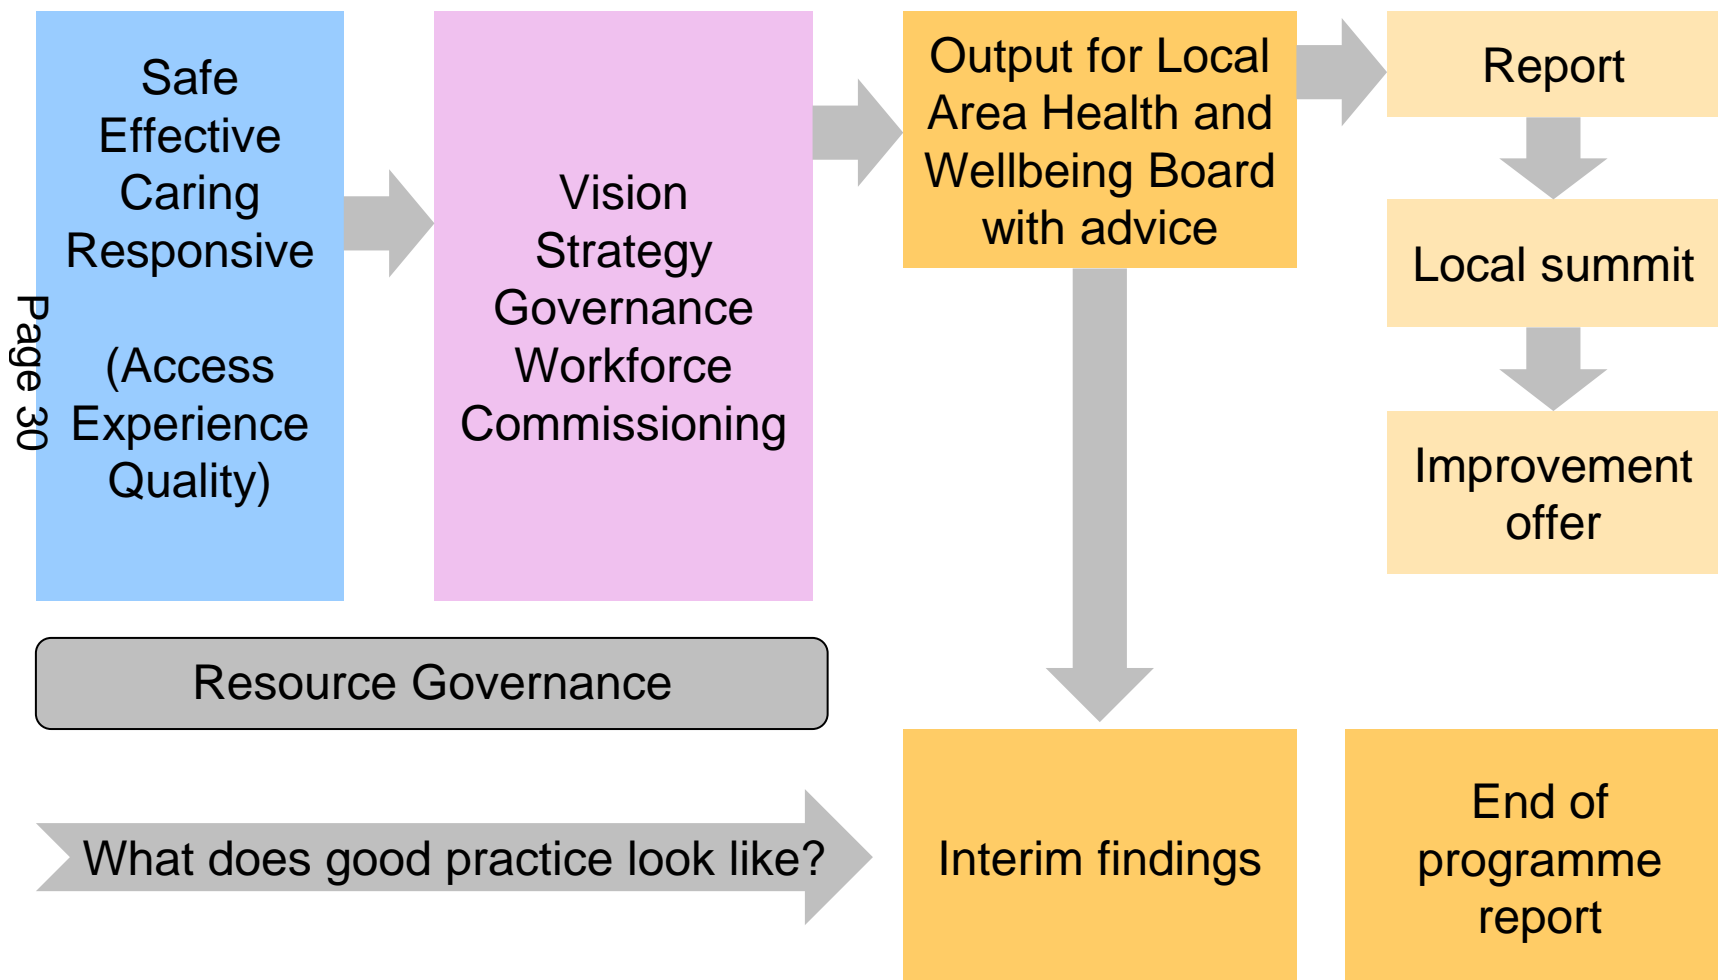 Safe
Effective
Caring
Responsive
(Access
Experience
Quality)
Page 30
Vision
Strategy
Governance
Workforce
Commissioning
Output for Local
Area Health and
Wellbeing Board
with advice
Report
Local summit
Improvement
offer
Resource Governance
What does good practice look like?
Interim findings
End of
programme
report